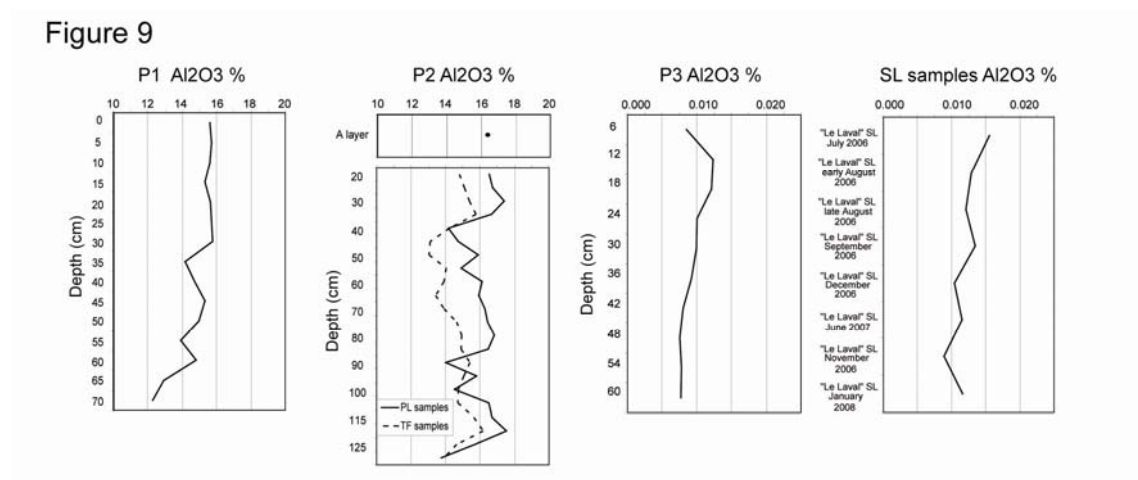 Figure 9
P1 Al2O3 %
10 12 14 16 18 20
Depth (cm)
0
5
10
15
20
25
30
35
40
45
50
55
60
65
70
P2 Al2O3 %
10 12 14 16 18 20
A layer
Depth (cm)
20
30
40
50
60
70
80
90
100
115
125
PL samples
TF samples
P3 Al2O3 %
0.000 0.010 0.020
Depth (cm)
6
12
18
24
30
36
42
48
54
60
SL samples Al2O3 %
0.000 0.010 0.020
"Le Laval" SL
July 2006
"Le Laval" SL
early August
2006
"Le Laval" SL
late August
2006
"Le Laval" SL
September
2006
"Le Laval" SL
December
2006
"Le Laval" SL
June 2007
"Le Laval" SL
November
2006
"Le Laval" SL
January
2008